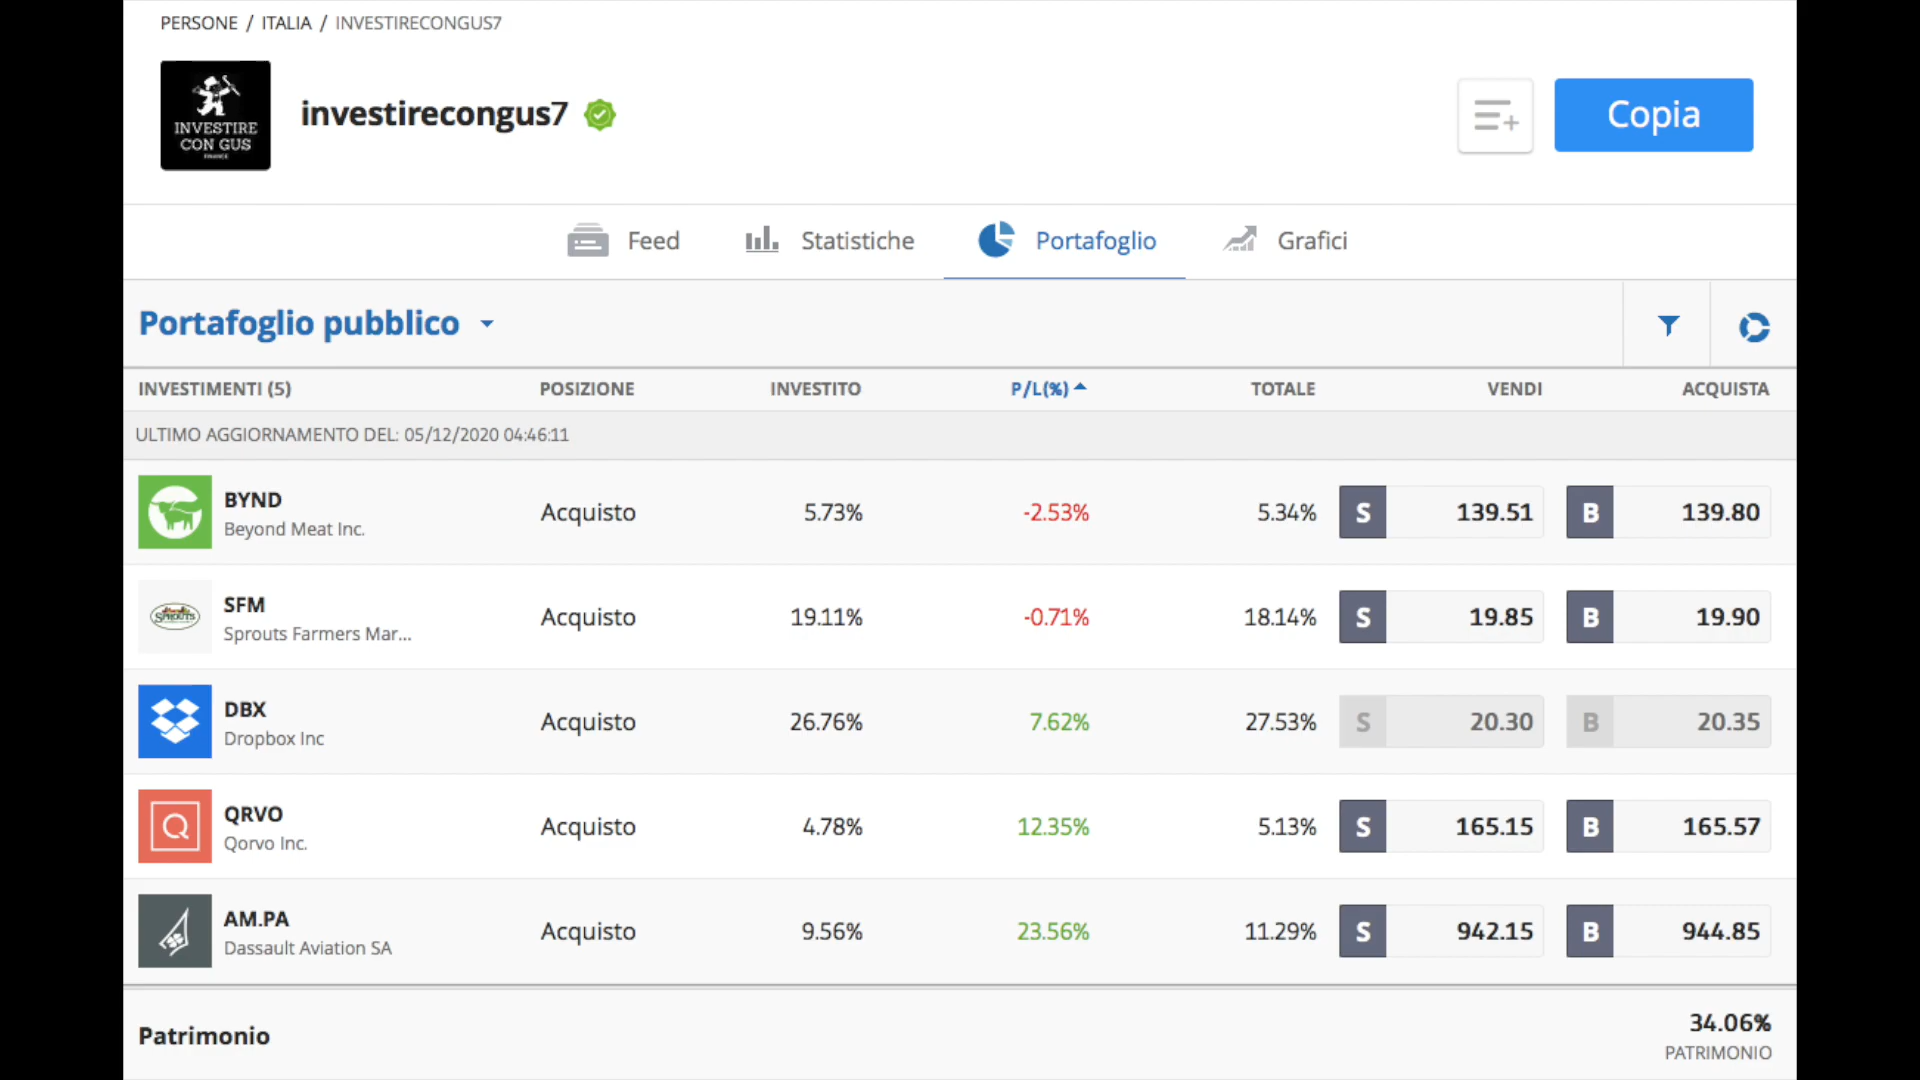 PERSONE / ITALIA / INVESTIRECONGUS7
INVESTIRE
CON GUS
FINANCE
investirecongus7
Copia
Feed
Statistiche
Portafoglio
Grafici
Portafoglio pubblico
INVESTIMENTI (5) POSIZIONE INVESTITO P/L(%) TOTALE VENDI ACQUISTA
ULTIMO AGGIORNAMENTO DEL: 05/12/2020 04:46:11
BYND
Beyond Meat Inc.
Acquisto 5.73% -2.53% 5.34% S 139.51 B 139.80
SPROUTS
SFM
Sprouts Farmers Mar...
Acquisto 19.11% -0.71% 18.14% S 19.85 B 19.90
DBX
Dropbox Inc
Acquisto 26.76% 7.62% 27.53% S 20.30 B 20.35
Q
QRVO
Qorvo Inc.
Acquisto 4.78% 12.35% 5.13% S 165.15 B 165.57
AM.PA
Dassault Aviation SA
Acquisto 9.56% 23.56% 11.29% S 942.15 B 944.85
Patrimonio
34.06%
PATRIMONIO